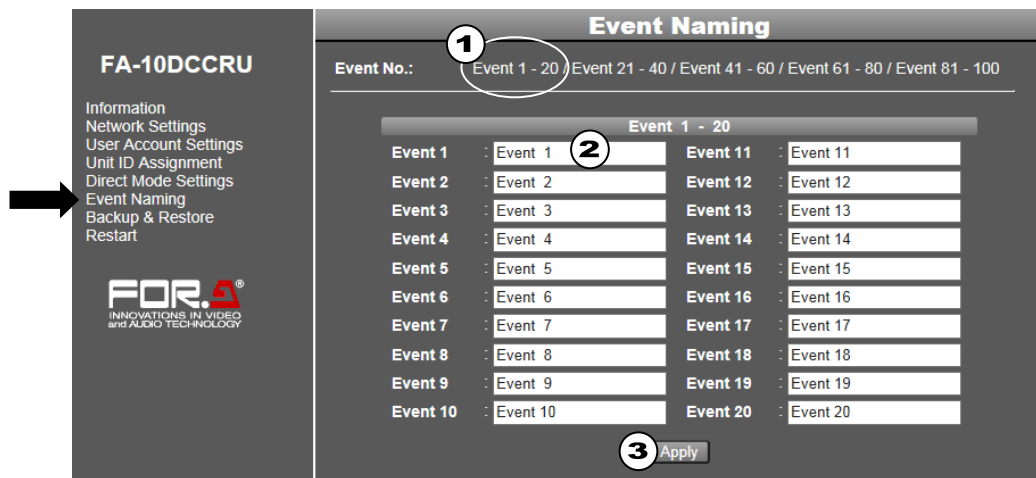 FA-10DCCRU
Information
Network Settings
User Account Settings
Unit ID Assignment
Direct Mode Settings
Event Naming
Backup & Restore
Restart
FOR.A®
INNOVATIONS IN VIDEO
and AUDIO TECHNOLOGY
Event Naming
1
Event No.: Event 1 - 20 / Event 21 - 40 / Event 41 - 60 / Event 61 - 80 / Event 81 - 100
Event 1 - 20
Event 1 : Event 1 2 Event 11 : Event 11
Event 2 : Event 2 Event 12 : Event 12
Event 3 : Event 3 Event 13 : Event 13
Event 4 : Event 4 Event 14 : Event 14
Event 5 : Event 5 Event 15 : Event 15
Event 6 : Event 6 Event 16 : Event 16
Event 7 : Event 7 Event 17 : Event 17
Event 8 : Event 8 Event 18 : Event 18
Event 9 : Event 9 Event 19 : Event 19
Event 10 : Event 10 Event 20 : Event 20
3 Apply